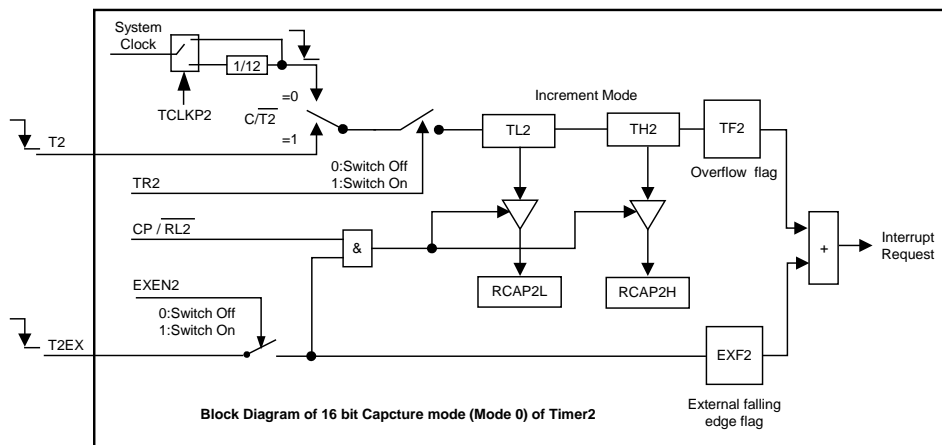 System
Clock
1/12
TCLKP2
=0
C/T2
=1
T2
TR2
0:Switch Off
1:Switch On
Increment Mode
TL2
TH2
TF2
Overflow flag
CP / RL2
&
RCAP2L
RCAP2H
+
Interrupt
Request
EXEN2
0:Switch Off
1:Switch On
T2EX
EXF2
External falling
edge flag
Block Diagram of 16 bit Capcture mode (Mode 0) of Timer2